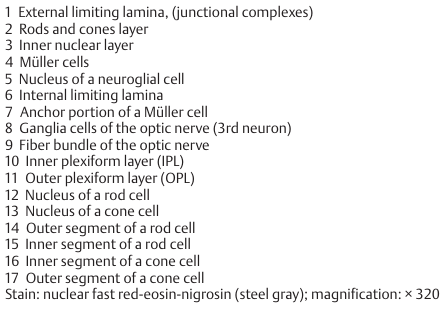 1 External limiting lamina, (junctional complexes)
2 Rods and cones layer
3 Inner nuclear layer
4 Müller cells
5 Nucleus of a neuroglial cell
6 Internal limiting lamina
7 Anchor portion of a Müller cell
8 Ganglia cells of the optic nerve (3rd neuron)
9 Fiber bundle of the optic nerve
10 Inner plexiform layer (IPL)
11 Outer plexiform layer (OPL)
12 Nucleus of a rod cell
13 Nucleus of a cone cell
14 Outer segment of a rod cell
15 Inner segment of a rod cell
16 Inner segment of a cone cell
17 Outer segment of a cone cell
Stain: nuclear fast red-eosin-nigrosin (steel gray); magnification: × 320